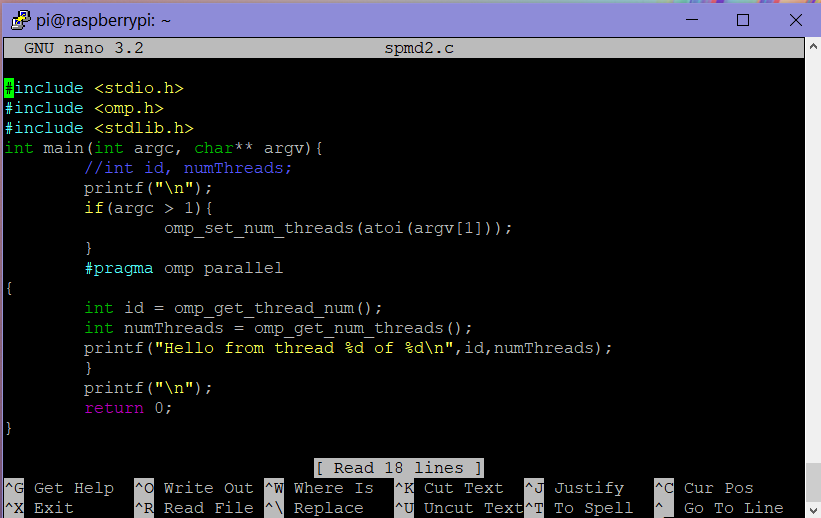 pi@raspberrypi: ~
GNU nano 3.2 spmd2.c
#include <stdio.h>
#include <omp.h>
#include <stdlib.h>
int main(int argc, char** argv){
//int id, numThreads;
printf("\n");
if(argc > 1){
omp_set_num_threads(atoi(argv[1]));
}
#pragma omp parallel
{
int id = omp_get_thread_num();
int numThreads = omp_get_num_threads();
printf("Hello from thread %d of %d\n",id,numThreads);
}
printf("\n");
return 0;
}
[ Read 18 lines ]
^G Get Help ^O Write Out ^W Where Is ^K Cut Text ^J Justify ^C Cur Pos
^X Exit ^R Read File ^\ Replace ^U Uncut Text^T To Spell ^_ Go To Line